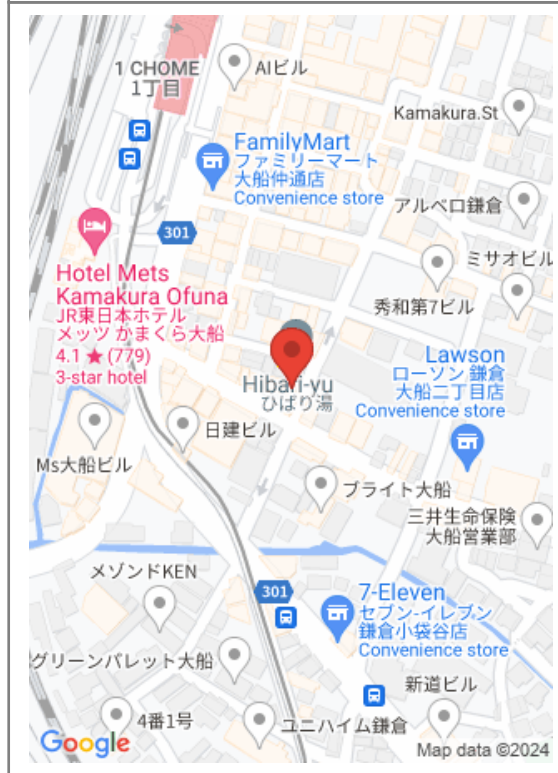 1 CHOME
1丁目
AIビル
Kamakura.St
FamilyMart
ファミリーマート
大船仲通店
Convenience store
アルベロ鎌倉
301
ミサオビル
Hotel Mets
Kamakura Ofuna
JR東日本ホテル
メッツ かまくら大船
4.1 ★ (779)
3-star hotel
秀和第7ビル
Lawson
ローソン 鎌倉
大船二丁目店
Convenience store
Hibari-yu
ひばり湯
日建ビル
Ms大船ビル
ブライト大船
三井生命保険
大船営業部
メゾンドKEN
301
7-Eleven
セブン-イレブン
鎌倉小袋谷店
Convenience store
グリーンパレット大船
新道ビル
4番1号
ユニハイム鎌倉
Google
Map data ©2024